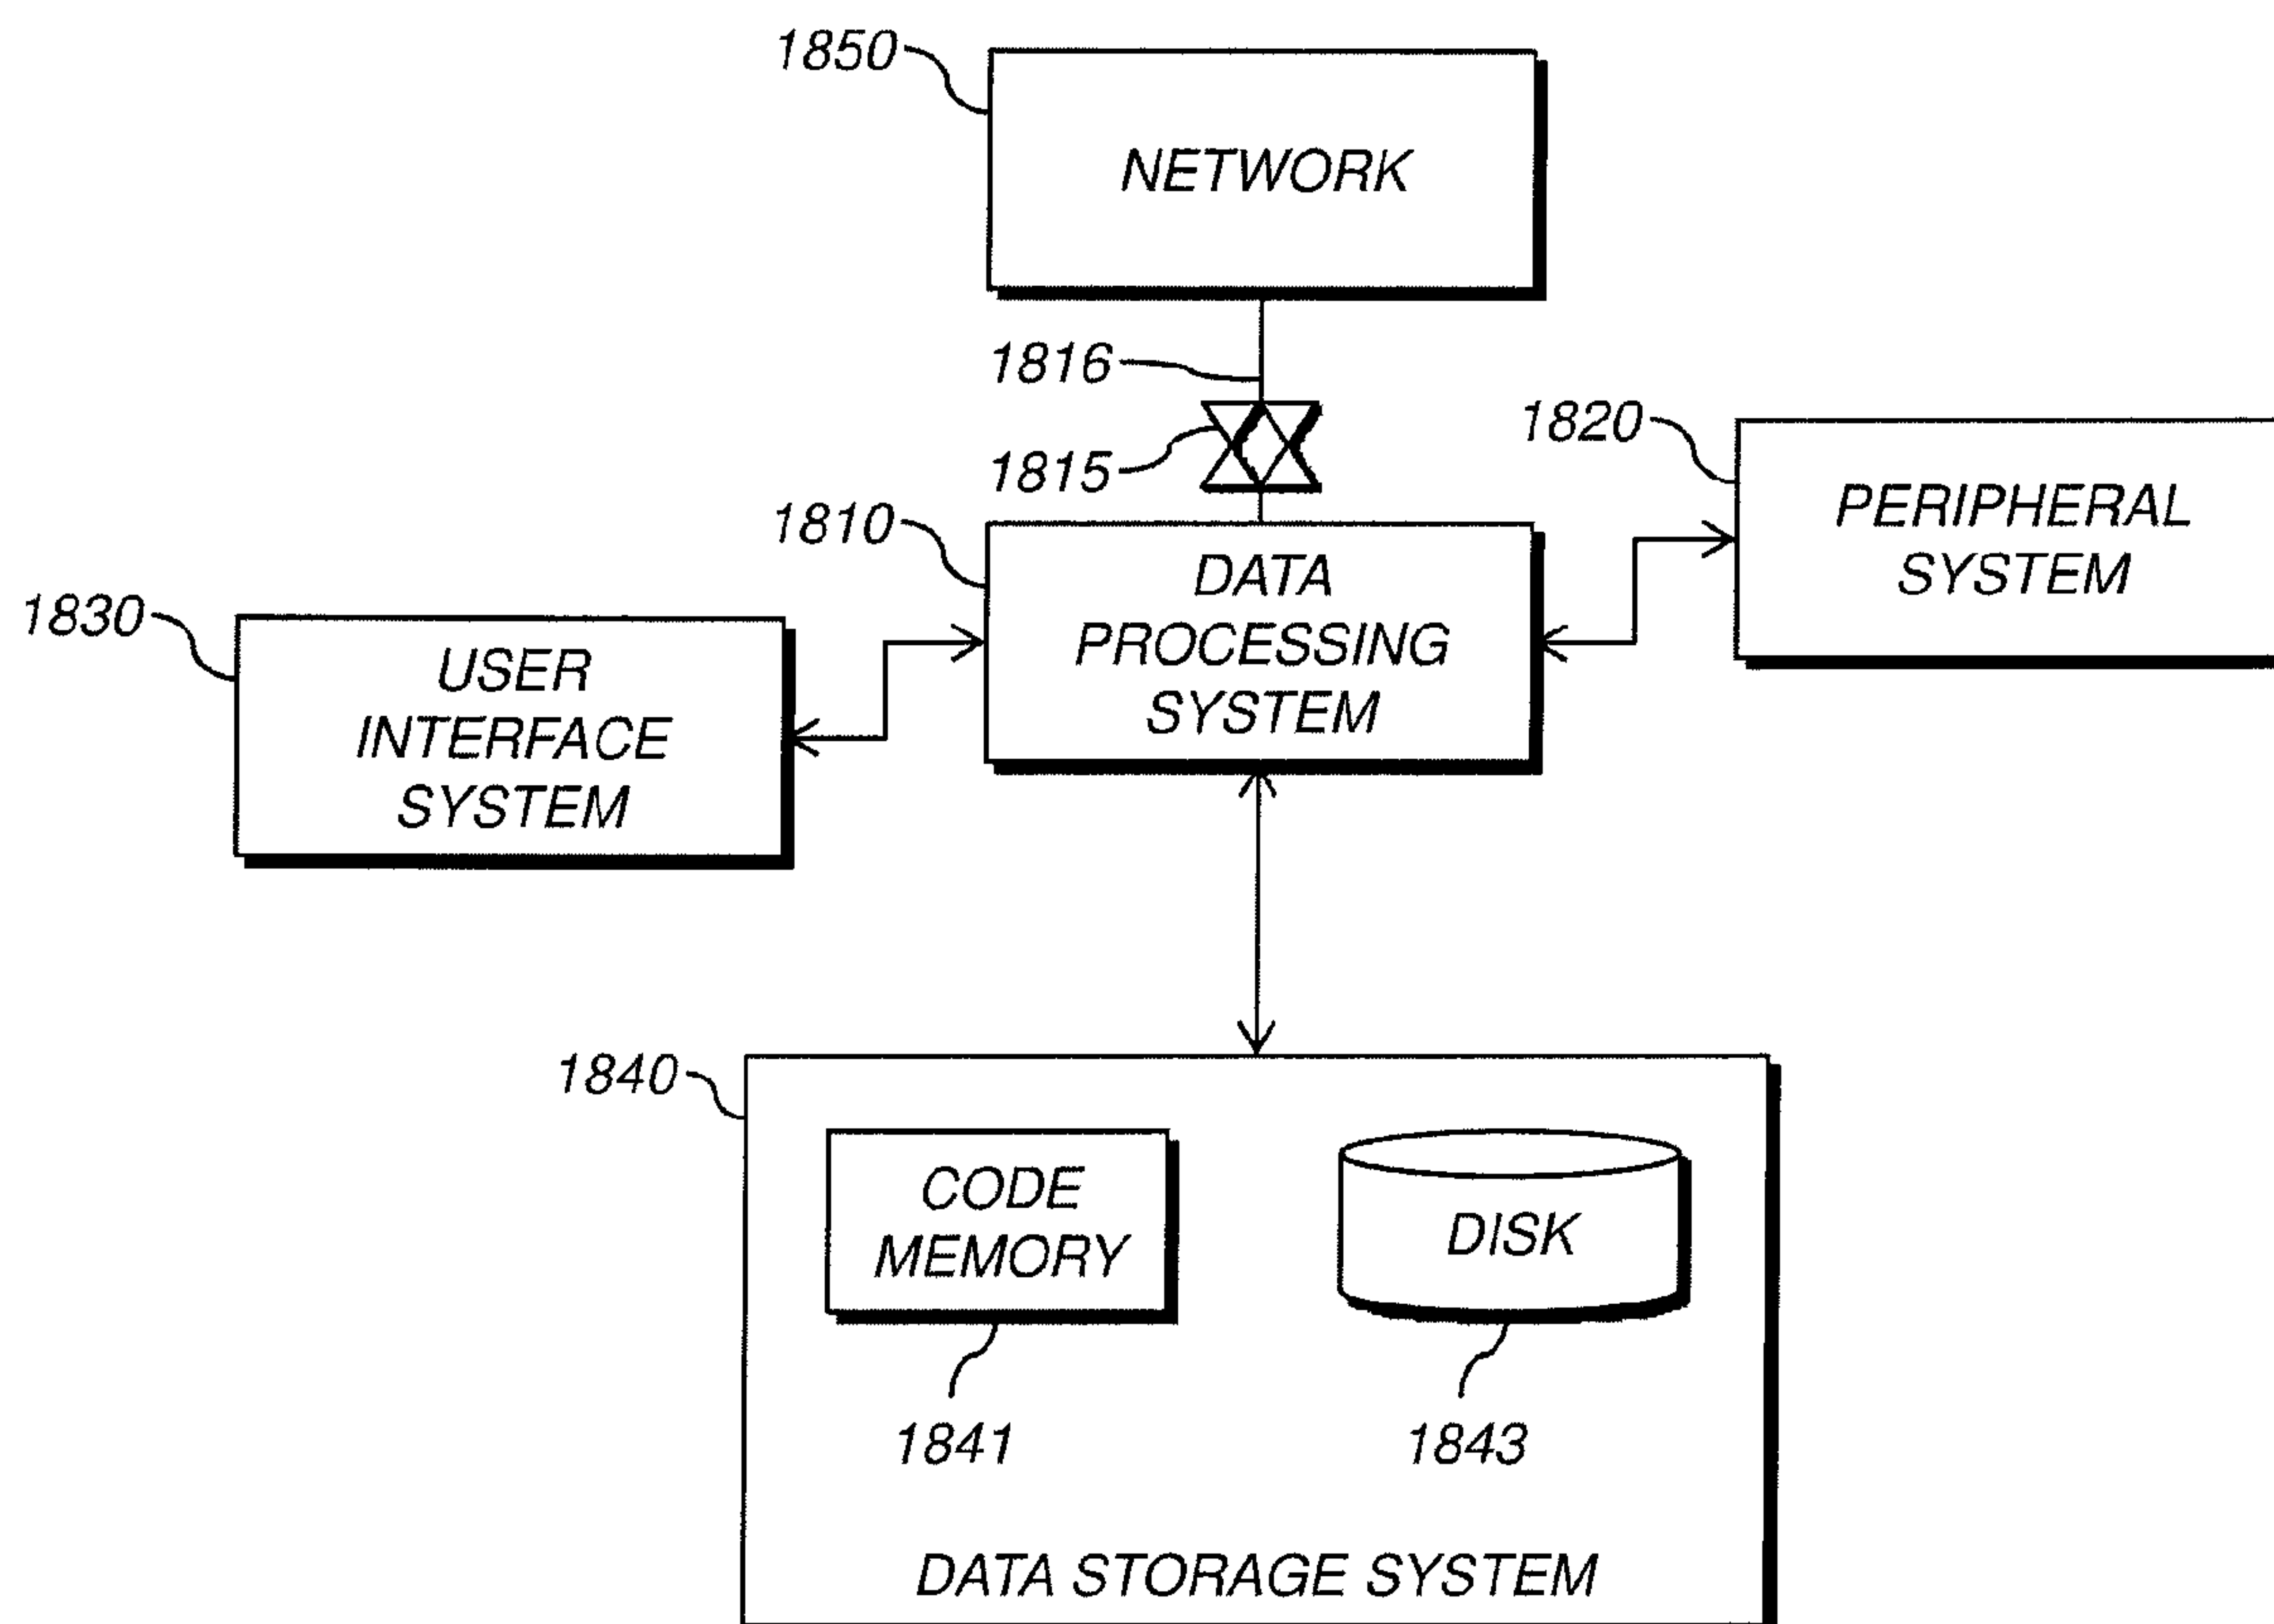 1850
NETWORK
1816
1815
1820
PERIPHERAL
SYSTEM
1810
DATA
PROCESSING
SYSTEM
1830
USER
INTERFACE
SYSTEM
1840
CODE
MEMORY
DISK
1841
1843
DATA STORAGE SYSTEM